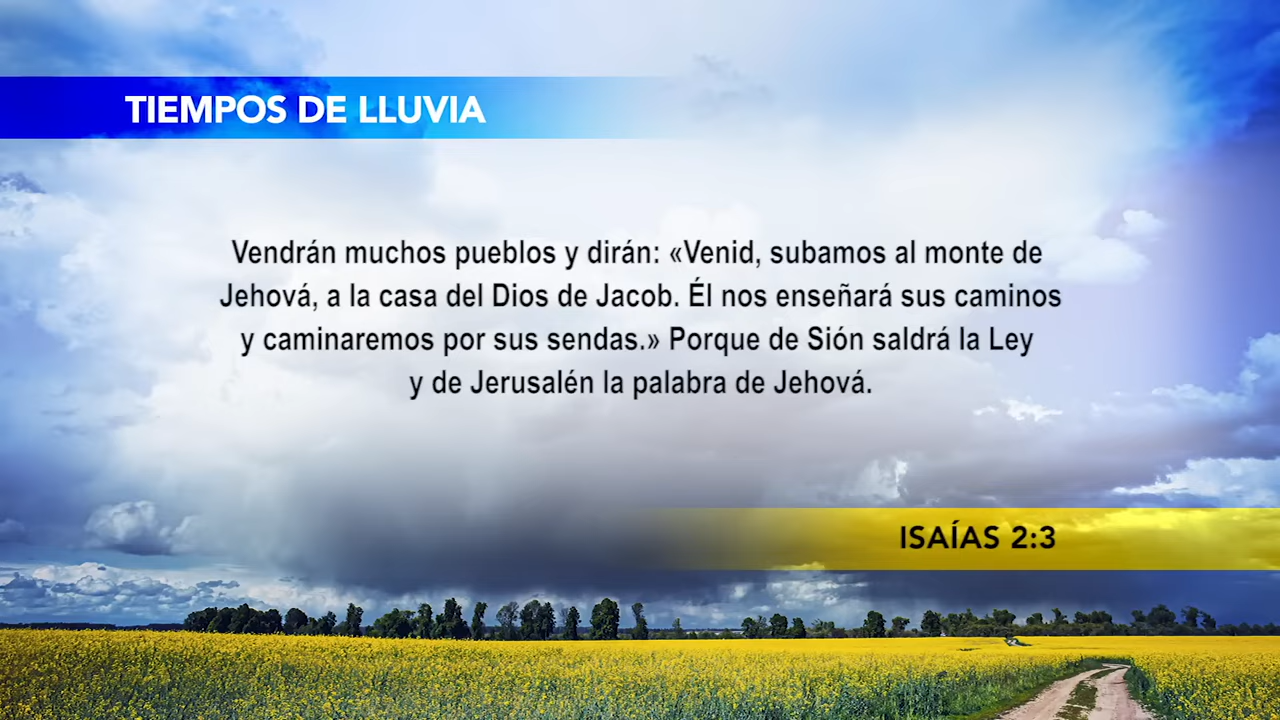 TIEMPOS DE LLUVIA
Vendrán muchos pueblos y dirán: «Venid, subamos al monte de
Jehová, a la casa del Dios de Jacob. Él nos enseñará sus caminos
y caminaremos por sus sendas.» Porque de Sión saldrá la Ley
y de Jerusalén la palabra de Jehová.
ISAÍAS 2:3